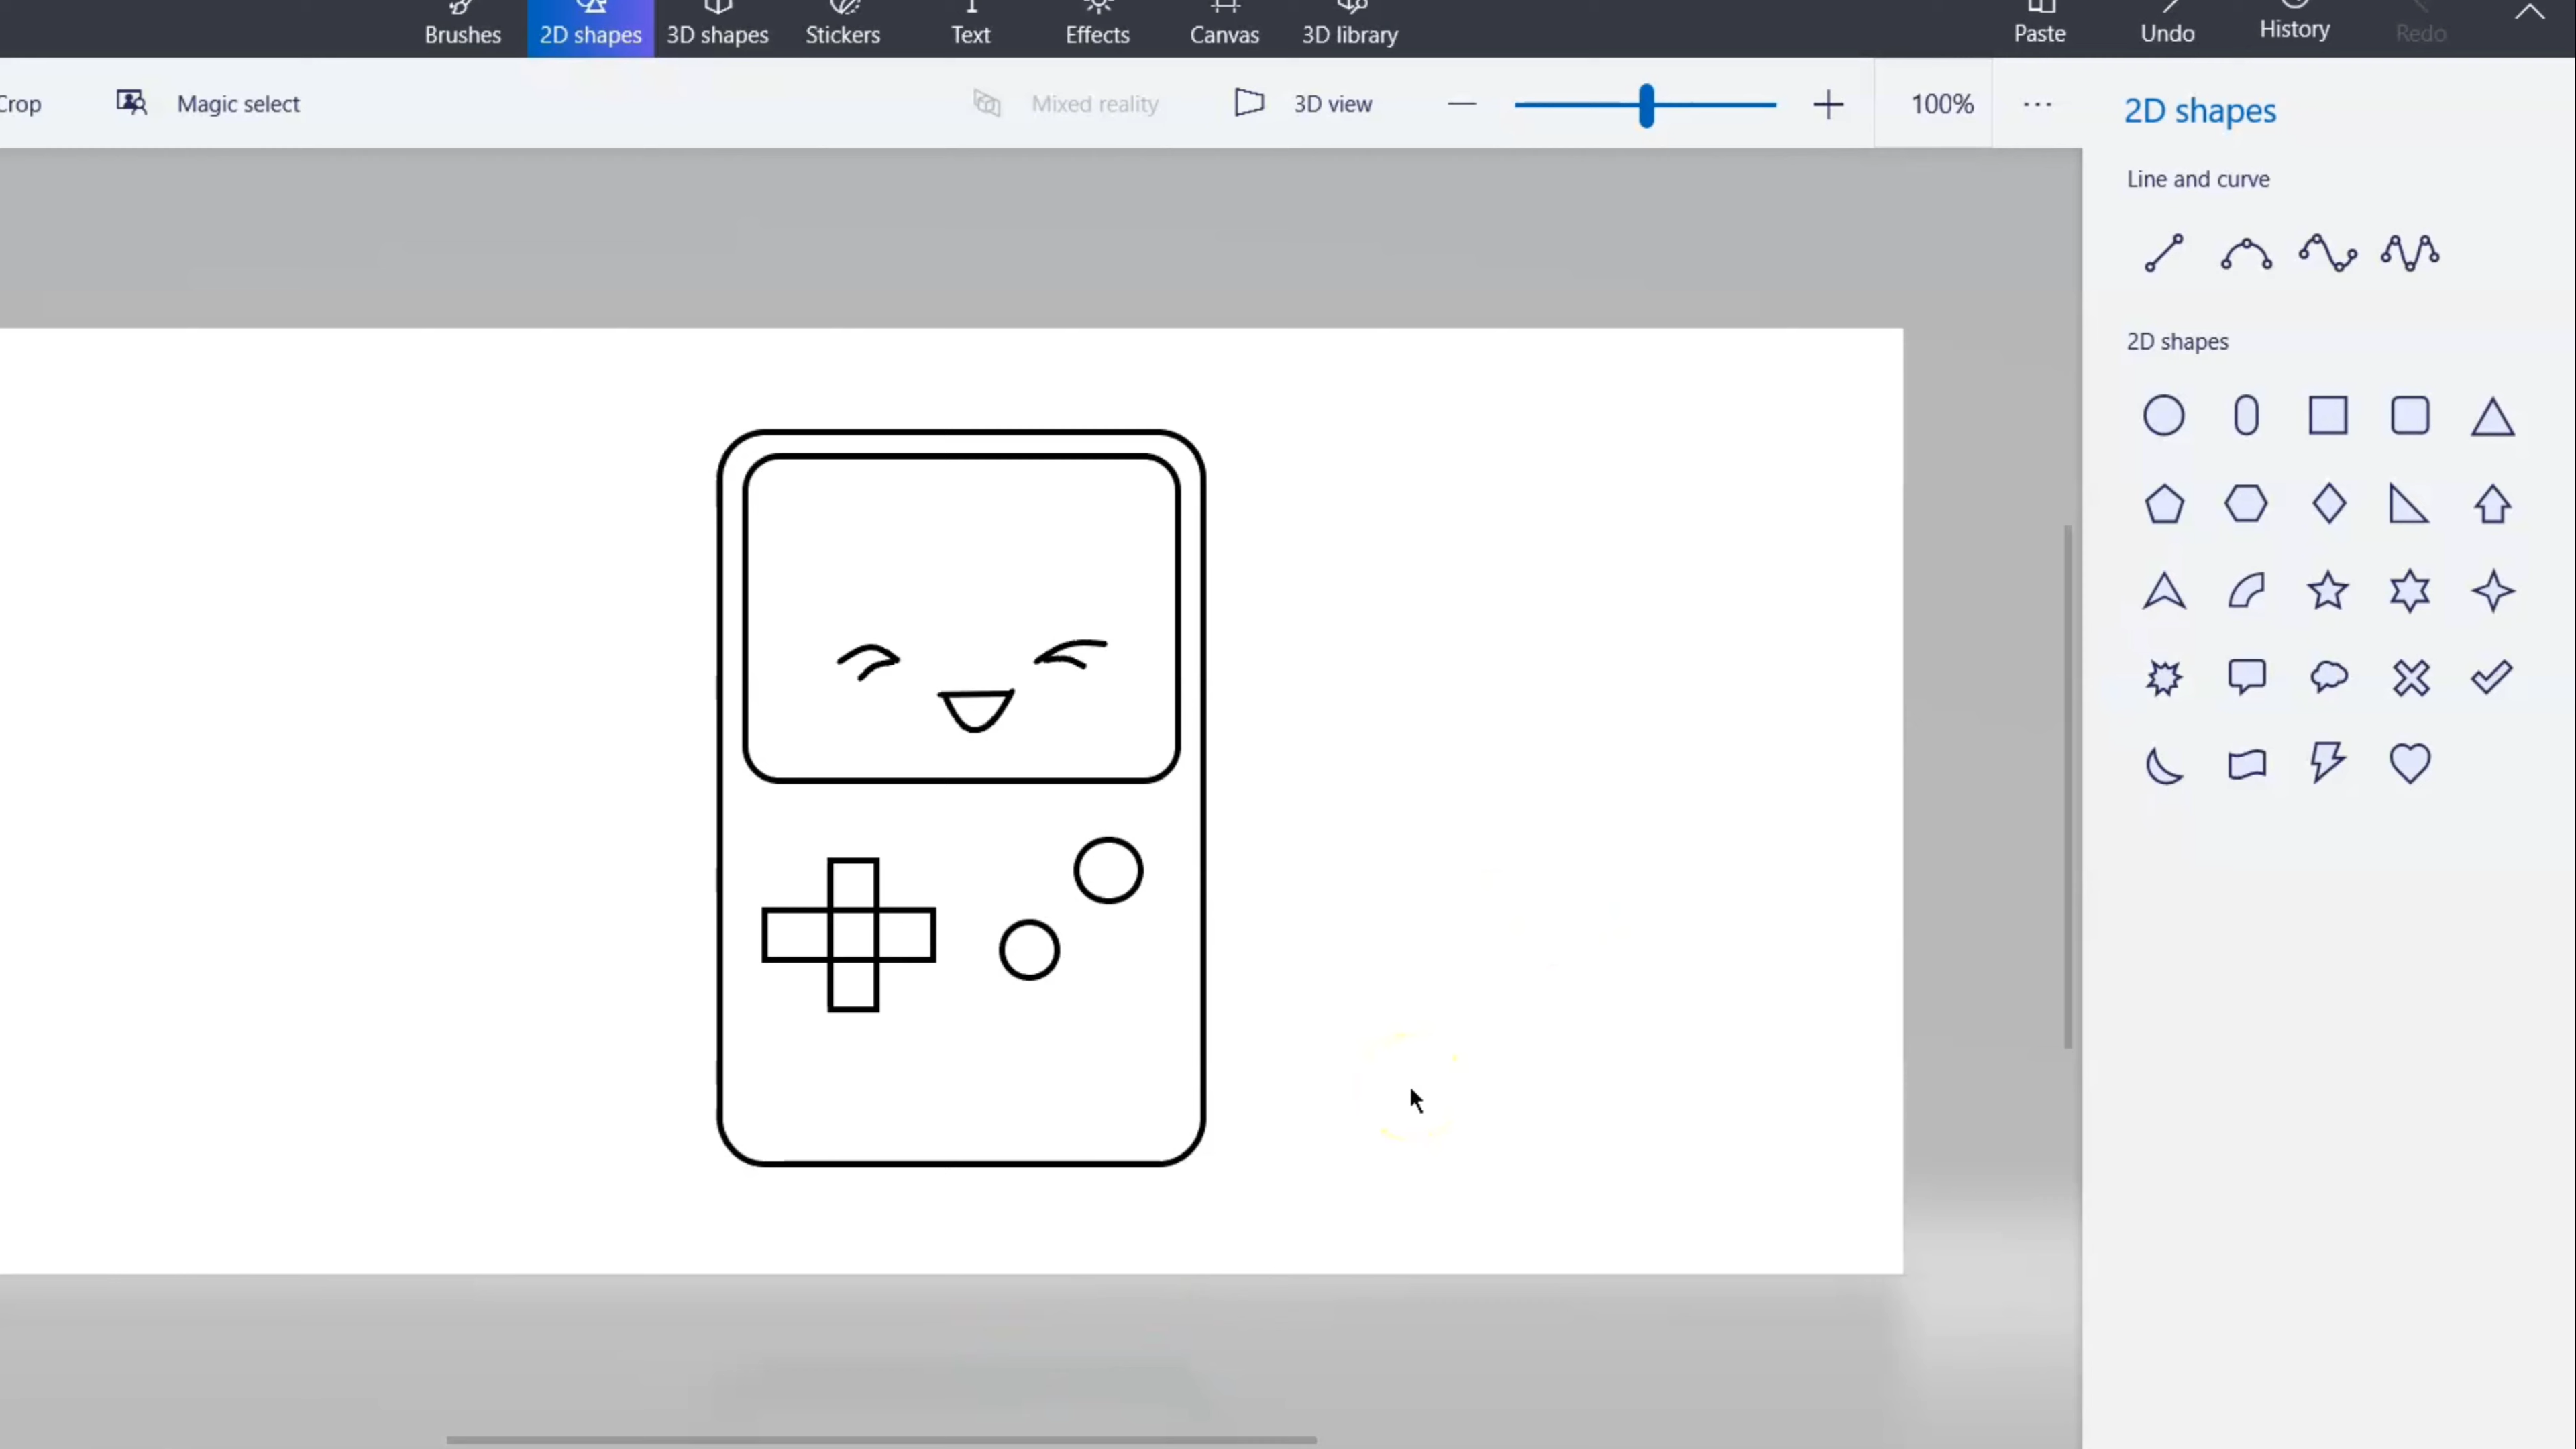 Brushes 2D shapes 3D shapes Stickers Text Effects Canvas 3D library Paste Undo History Redo
Crop Magic select Mixed reality 3D view 100% ...
2D shapes
Line and curve
2D shapes